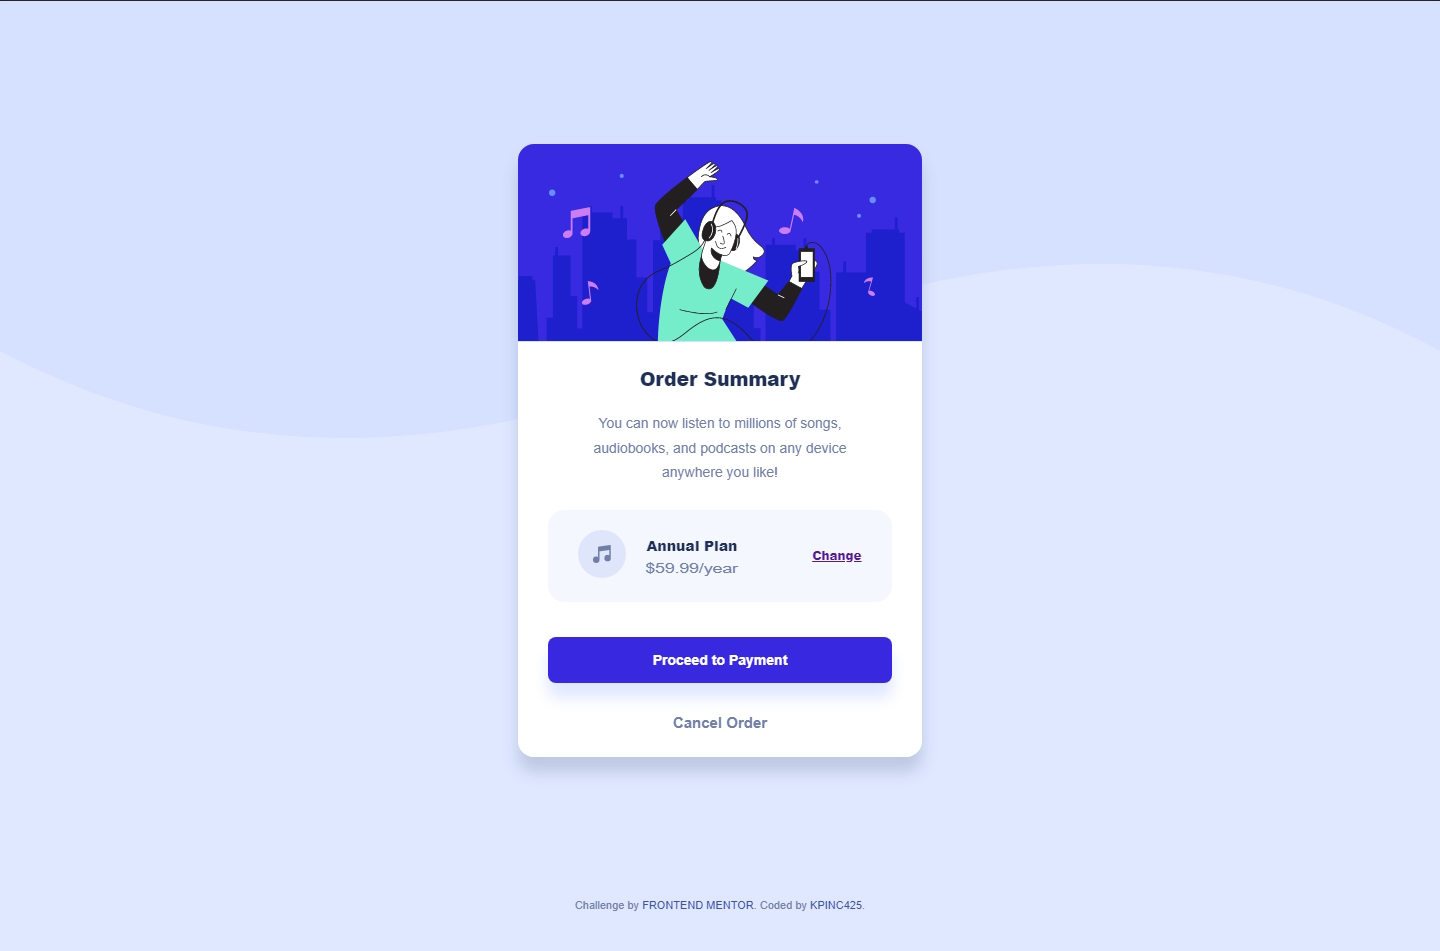 Order Summary
You can now listen to millions of songs,
audiobooks, and podcasts on any device
anywhere you like!
Annual Plan
$59.99/year
Change
Proceed to Payment
Cancel Order
Challenge by FRONTEND MENTOR. Coded by KPINC425.